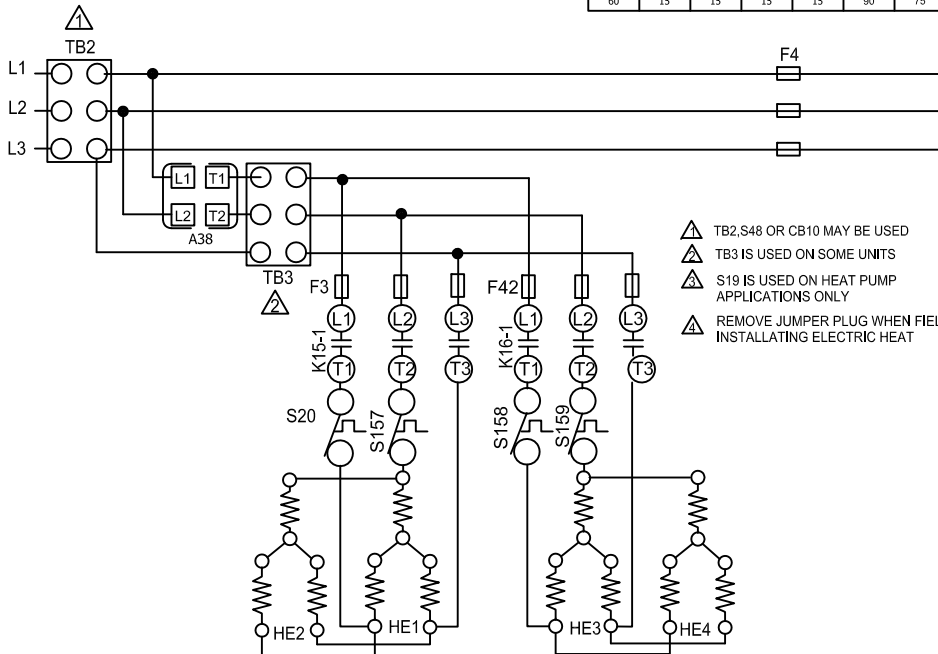 60 15 15 15 15 90 75
1
TB2
L1
F4
L2
L3
L1 T1
L2 T2
A38
TB3
2
1 TB2,S48 OR CB10 MAY BE USED
2 TB3 IS USED ON SOME UNITS
3 S19 IS USED ON HEAT PUMP
APPLICATIONS ONLY
4 REMOVE JUMPER PLUG WHEN FIEL
INSTALLATING ELECTRIC HEAT
F3 F42
L1 L2 L3 L1 L2 L3
K15-1 K16-1
T1 T2 T3 T1 T2 T3
S20 S157 S158 S159
HE2 HE1 HE3 HE4